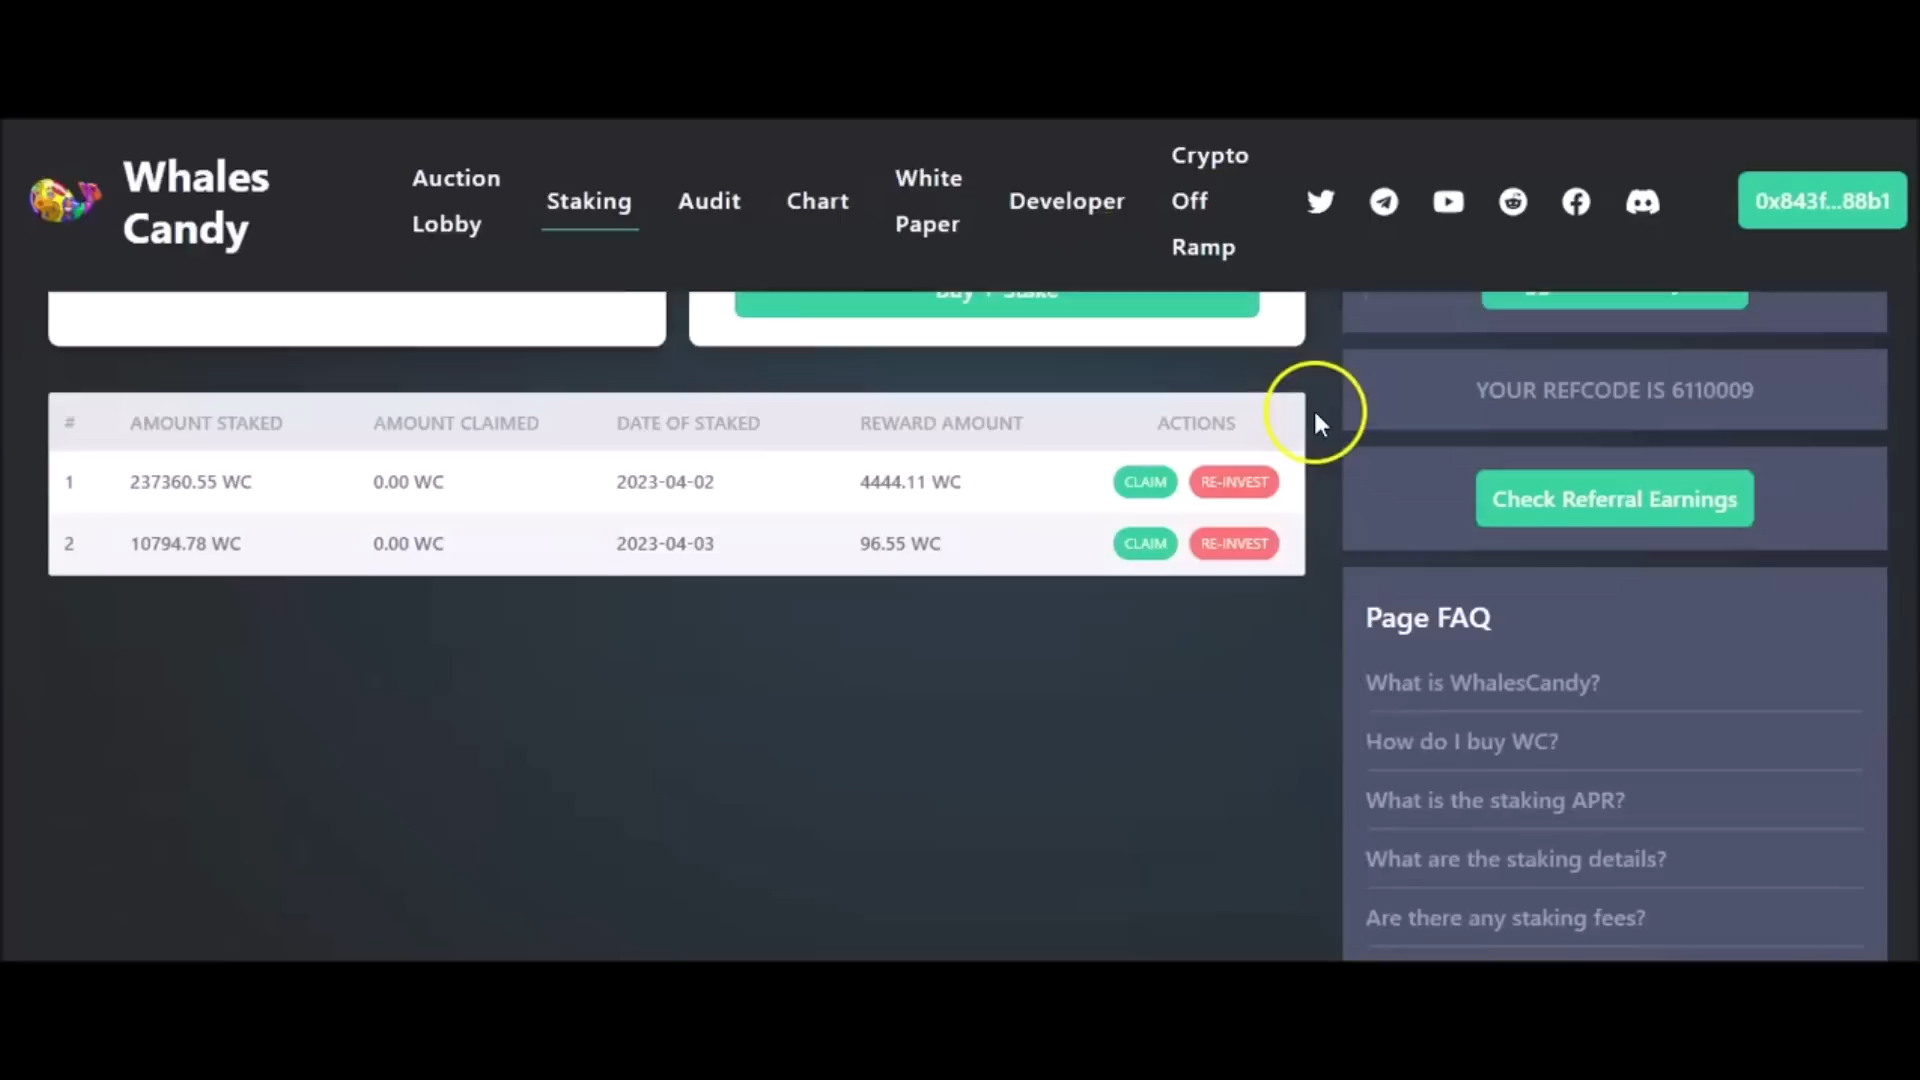 Whales
Candy
Auction
Lobby
Staking
Audit
Chart
White
Paper
Developer
Crypto
Off
Ramp
0x843f...88b1
Buy + Stake
YOUR REFCODE IS 6110009
# AMOUNT STAKED AMOUNT CLAIMED DATE OF STAKED REWARD AMOUNT ACTIONS
1 237360.55 WC 0.00 WC 2023-04-02 4444.11 WC CLAIM RE-INVEST
2 10794.78 WC 0.00 WC 2023-04-03 96.55 WC CLAIM RE-INVEST
Check Referral Earnings
Page FAQ
What is WhalesCandy?
How do I buy WC?
What is the staking APR?
What are the staking details?
Are there any staking fees?